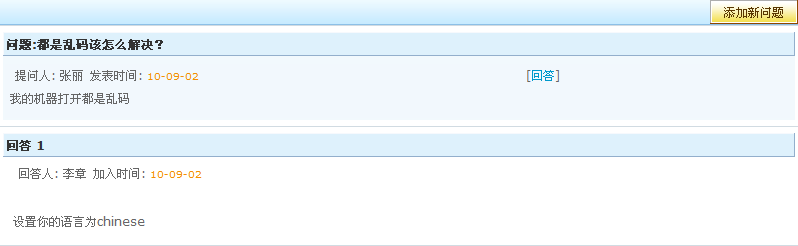 添加新问题
问题:都是乱码该怎么解决？
提问人: 张丽 发表时间: 10-09-02 [回答]
我的机器打开都是乱码
回答 1
回答人: 李章 加入时间: 10-09-02
设置你的语言为chinese